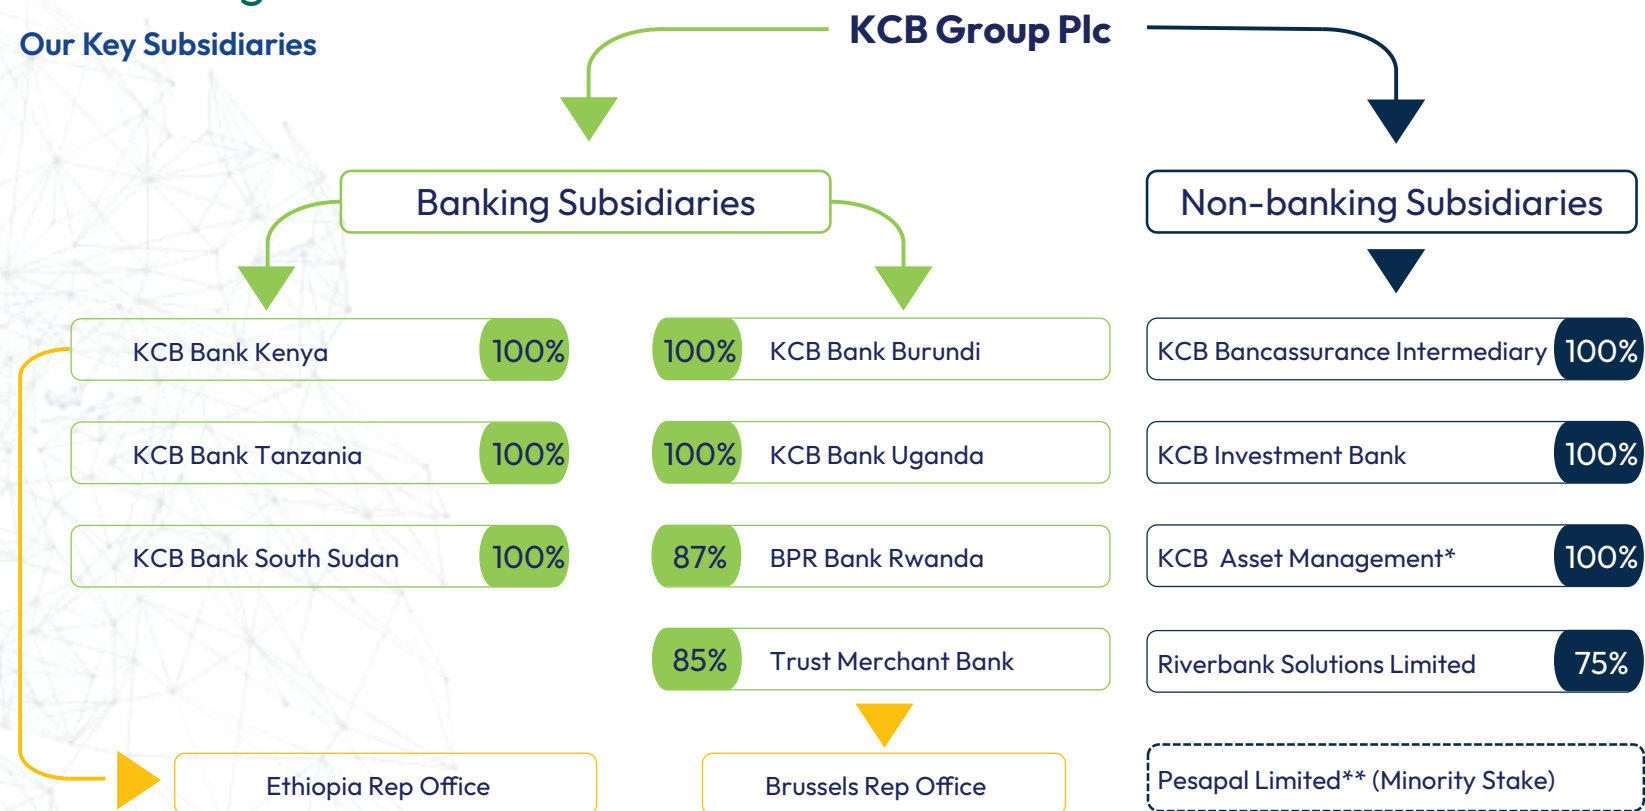 Our Key Subsidiaries
KCB Group Plc
Banking Subsidiaries
Non-banking Subsidiaries
KCB Bank Kenya 100%
100% KCB Bank Burundi
KCB Bancassurance Intermediary 100%
KCB Bank Tanzania 100%
100% KCB Bank Uganda
KCB Investment Bank 100%
KCB Bank South Sudan 100%
87% BPR Bank Rwanda
KCB Asset Management* 100%
85% Trust Merchant Bank
Riverbank Solutions Limited 75%
Ethiopia Rep Office
Brussels Rep Office
Pesapal Limited** (Minority Stake)